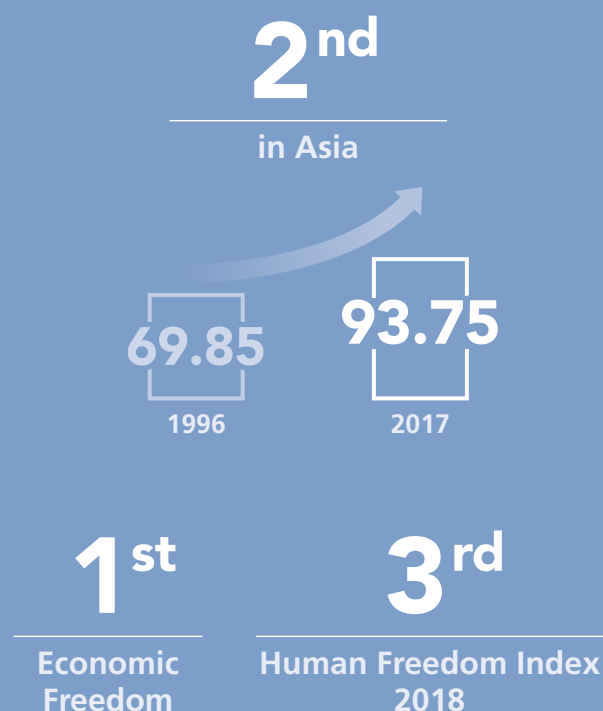 2nd
in Asia
69.85
93.75
1996
2017
1st
3rd
Economic
Freedom
Human Freedom Index
2018